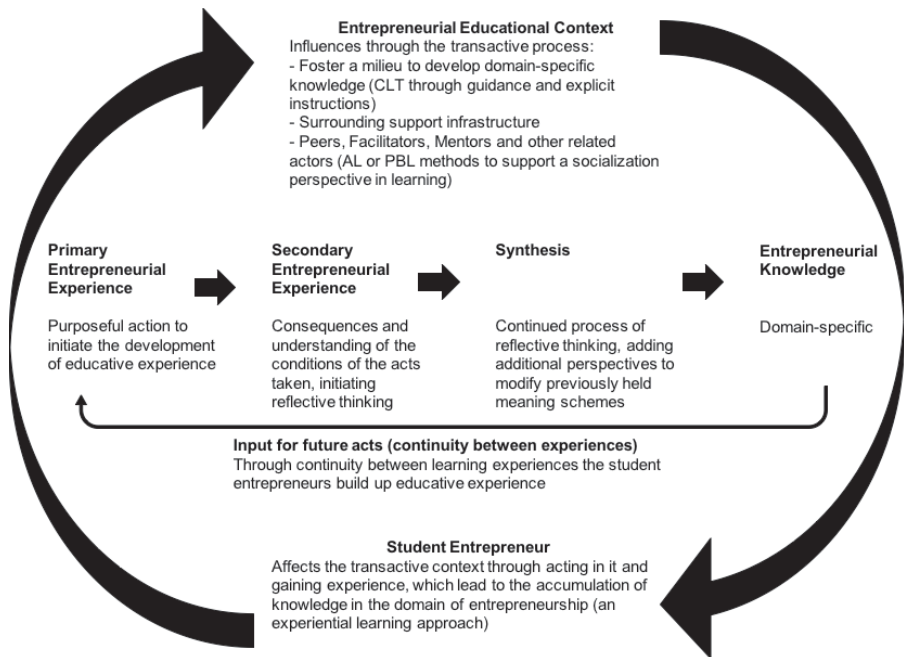 Entrepreneurial Educational Context
Influences through the transactive process:
- Foster a milieu to develop domain-specific
knowledge (CLT through guidance and explicit
instructions)
- Surrounding support infrastructure
- Peers, Facilitators, Mentors and other related
actors (AL or PBL methods to support a socialization
perspective in learning)
Primary
Entrepreneurial
Experience
Purposeful action to
initiate the development
of educative experience
Secondary
Entrepreneurial
Experience
Consequences and
understanding of the
conditions of the acts
taken, initiating
reflective thinking
Synthesis
Continued process of
reflective thinking, adding
additional perspectives to
modify previously held
meaning schemes
Entrepreneurial
Knowledge
Domain-specific
Input for future acts (continuity between experiences)
Through continuity between learning experiences the student
entrepreneurs build up educative experience
Student Entrepreneur
Affects the transactive context through acting in it and
gaining experience, which lead to the accumulation of
knowledge in the domain of entrepreneurship (an
experiential learning approach)